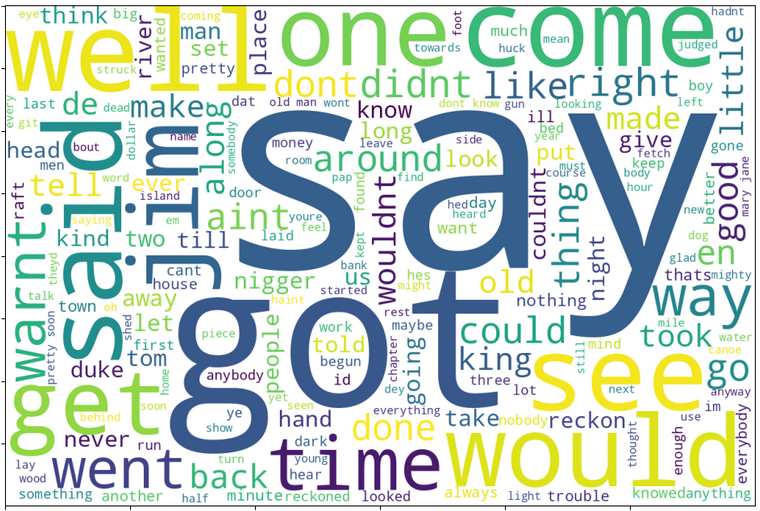 eye
think
big
river
wanted
man
set
pretty
place
one
towards
foot
come
much
huck
mean
judged
hadnt
well
struck
coming
dont
didnt
like
right
boy
little
every
last
de
dead
make
dat
old man
wont
know
dont know
gun
looking
left
git
said
dollar
jim
name
along
somebody
say
money
leave
long
side
ill
bed
year
made
give
fetch
gone
head
men
bout
room
around
look
put
must
course
keep
body
hour
good
mary jane
better
raft
tell
word
ever
island
door
pap
find
found
wouldnt
hed
day
heard
couldnt
thing
new
warnt
saying
em
aint
youre
feel
want
night
dog
kind
two
till
laid
kept
en
theyd
cant
house
nigger
bank
us
hes
might
old
nothing
glad
thats
mighty
talk
town
oh
away
haint
started
rest
way
pretty soon
shed
let
first
got
piece
people
work
told
begun
id
maybe
chapter
going
could
king
still
mind
mile
took
water
canoe
duke
tom
anybody
dey
three
lot
see
next
go
anyway
get
home
soon
yet
seen
everything
im
use
behind
ye
show
hand
done
take
nobody
reckon
would
thought
enough
everybody
never
run
dark
young
hear
time
lay
wood
went
turn
back
something
another
half
minute
reckoned
looked
always
light
trouble
knowed
anything